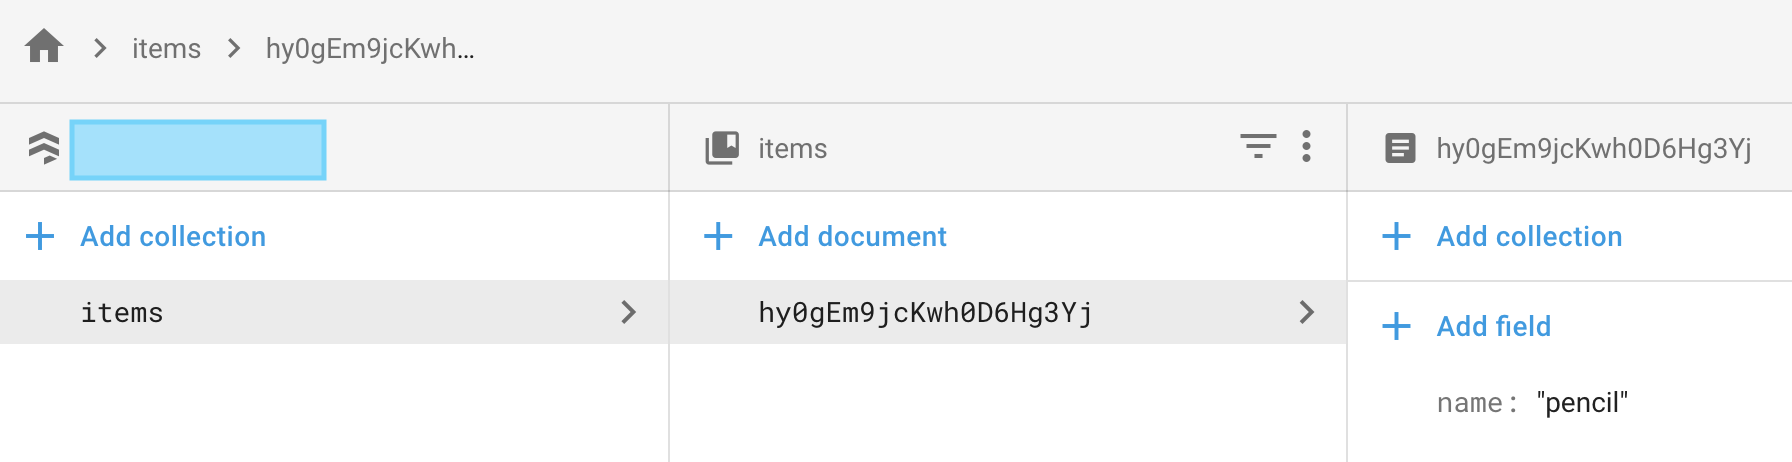 items
hy0gEm9jcKwh...
items
hy0gEm9jcKwh0D6Hg3Yj
Add collection
Add document
Add collection
items
hy0gEm9jcKwh0D6Hg3Yj
Add field
name: "pencil"